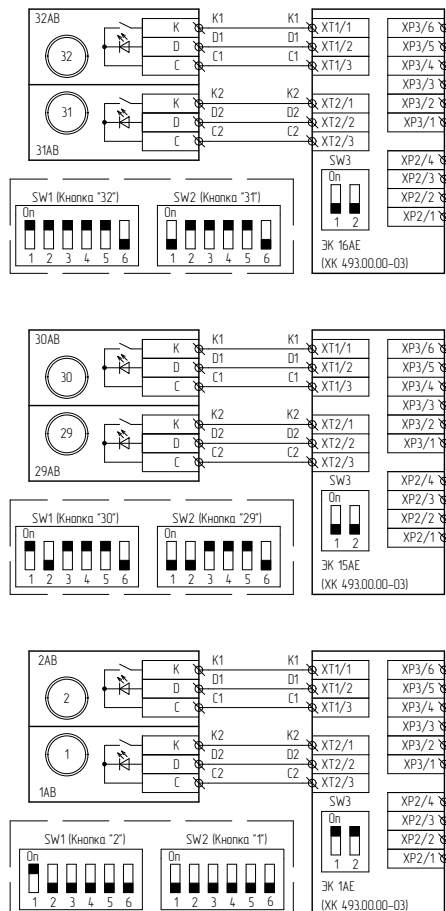 32АВ
32
K
D
C
31
K
D
C
31АВ
K1
D1
C1
K2
D2
C2
K1
D1
C1
K2
D2
C2
XT1/1
XT1/2
XT1/3
XT2/1
XT2/2
XT2/3
XP3/6
XP3/5
XP3/4
XP3/3
XP3/2
XP3/1
XP2/4
XP2/3
XP2/2
XP2/1
SW3
On
1 2
ЭК 16АЕ
(ХК 493.00.00-03)
SW1 (Кнопка "32")
On
1 2 3 4 5 6
SW2 (Кнопка "31")
On
1 2 3 4 5 6
30АВ
30
K
D
C
29
K
D
C
29АВ
K1
D1
C1
K2
D2
C2
K1
D1
C1
K2
D2
C2
XT1/1
XT1/2
XT1/3
XT2/1
XT2/2
XT2/3
XP3/6
XP3/5
XP3/4
XP3/3
XP3/2
XP3/1
XP2/4
XP2/3
XP2/2
XP2/1
SW3
On
1 2
ЭК 15АЕ
(ХК 493.00.00-03)
SW1 (Кнопка "30")
On
1 2 3 4 5 6
SW2 (Кнопка "29")
On
1 2 3 4 5 6
2АВ
2
K
D
C
1
K
D
C
1АВ
K1
D1
C1
K2
D2
C2
K1
D1
C1
K2
D2
C2
XT1/1
XT1/2
XT1/3
XT2/1
XT2/2
XT2/3
XP3/6
XP3/5
XP3/4
XP3/3
XP3/2
XP3/1
XP2/4
XP2/3
XP2/2
XP2/1
SW3
On
1 2
ЭК 1АЕ
(ХК 493.00.00-03)
SW1 (Кнопка "2")
On
1 2 3 4 5 6
SW2 (Кнопка "1")
On
1 2 3 4 5 6